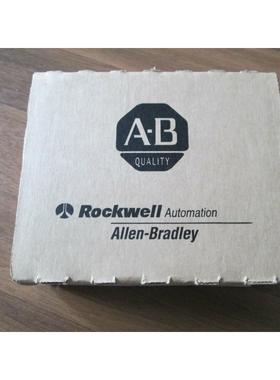 A-B
QUALITY
Rockwell Automation
Allen-Bradley